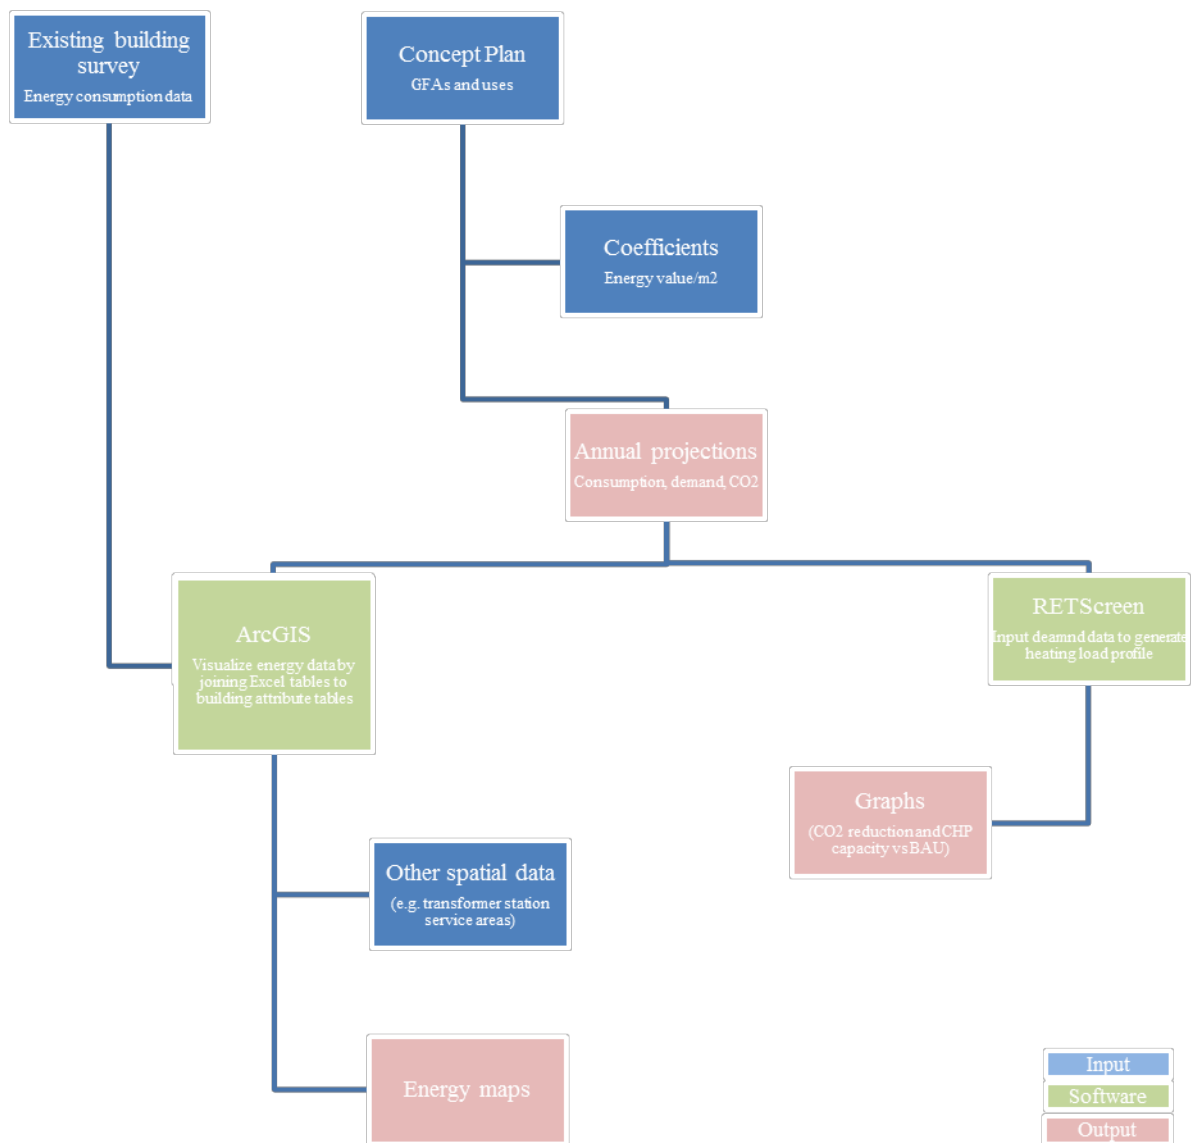 Existing building
survey
Energy consumption data
Concept Plan
GFAs and uses
Coefficients
Energy value/m2
Annual projections
Consumption, demand, CO2
ArcGIS
Visualize energy data by
joining Excel tables to
building attribute tables
RETScreen
Input deamnd data to generate
heating load profile
Graphs
(CO2 reduction and CHP
capacity vs BAU)
Other spatial data
(e.g. transformer station
service areas)
Energy maps
Input
Software
Output